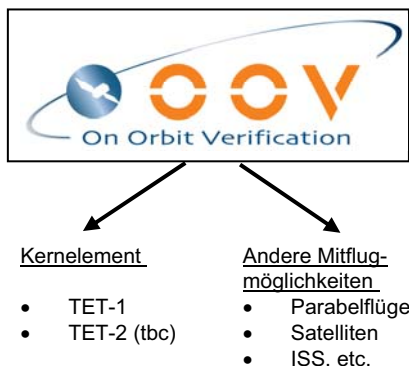 OOV
On Orbit Verification
Kernelement
• TET-1
• TET-2 (tbc)
Andere Mitflug-
möglichkeiten
• Parabelflüge
• Satelliten
• ISS, etc.